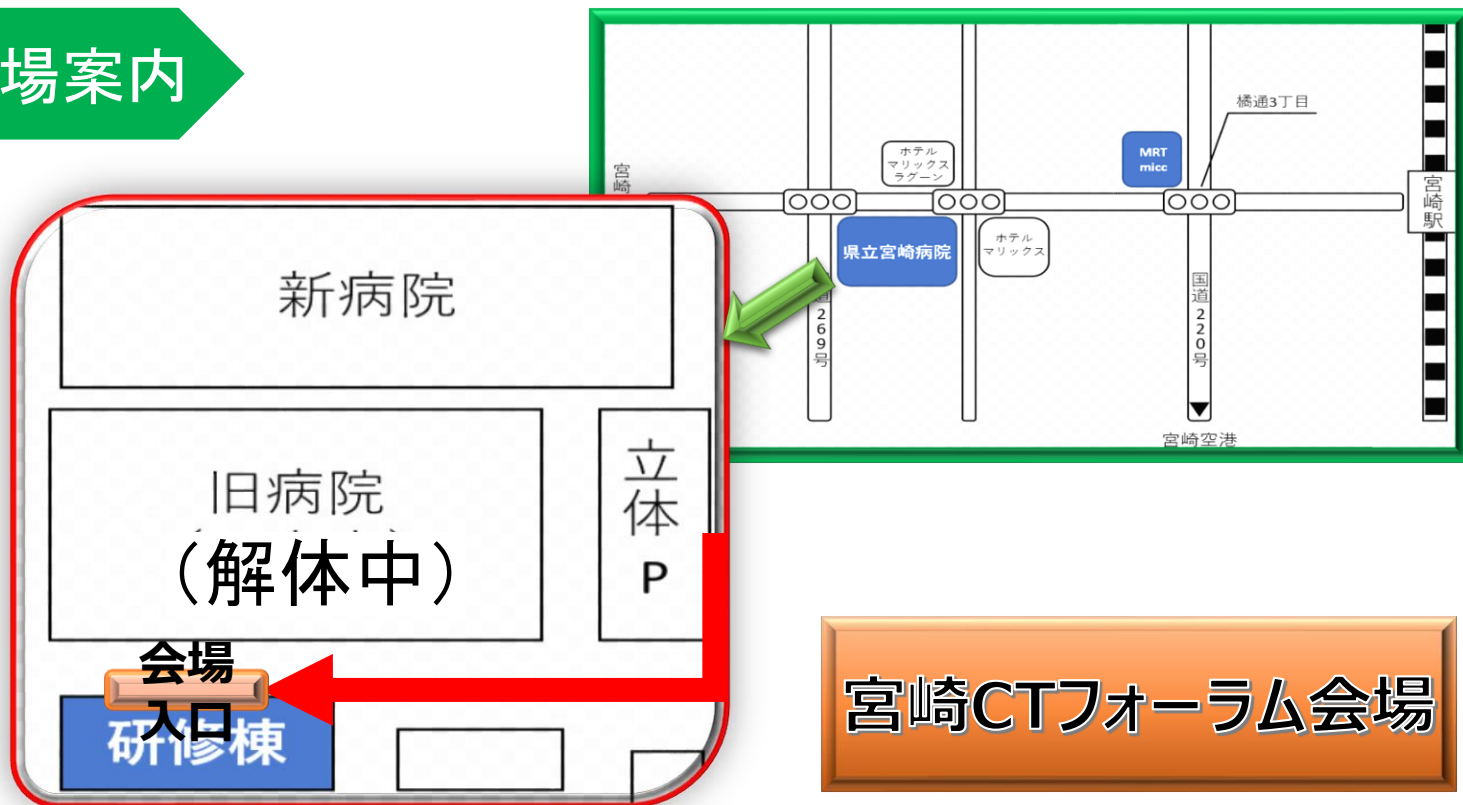 場案内
橘通3丁目
MRT
micc
ホテル
マリックス
ラグーン
宮崎
宮崎駅
県立宮崎病院
ホテル
マリックス
道269号
国道220号
宮崎空港
新病院
旧病院
（解体中）
立体P
会場
入口
研修棟
宮崎CTフォーラム会場